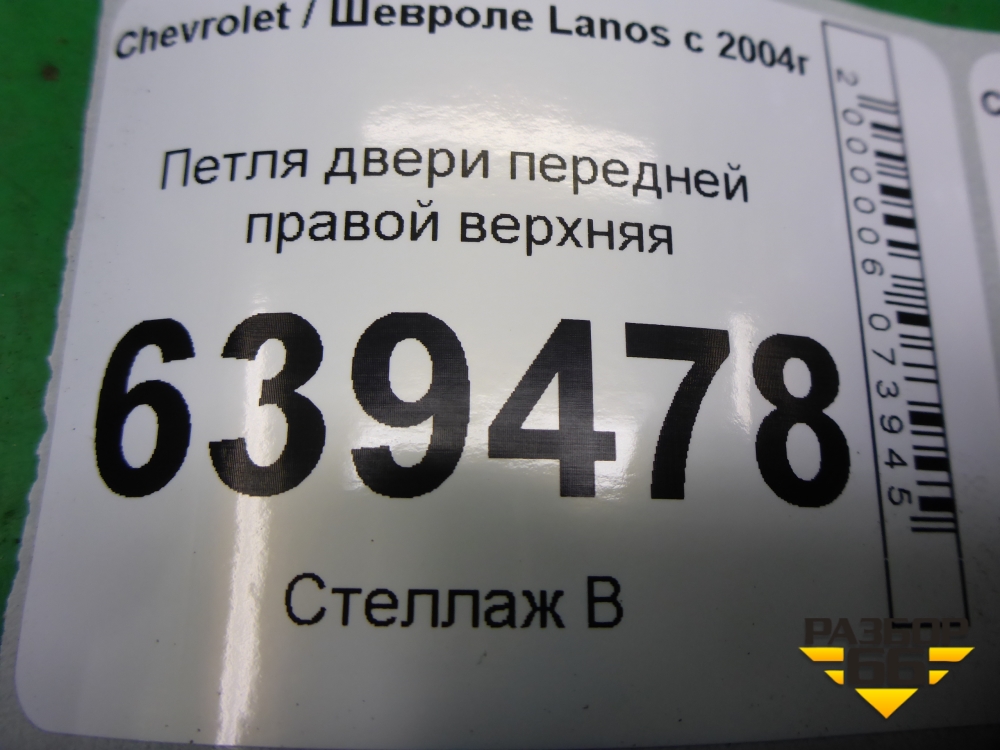 Chevrolet / Шевроле Lanos с 2004г
Петля двери передней
правой верхняя
639478
Стеллаж В
2000006073945
РАЗБОР
66